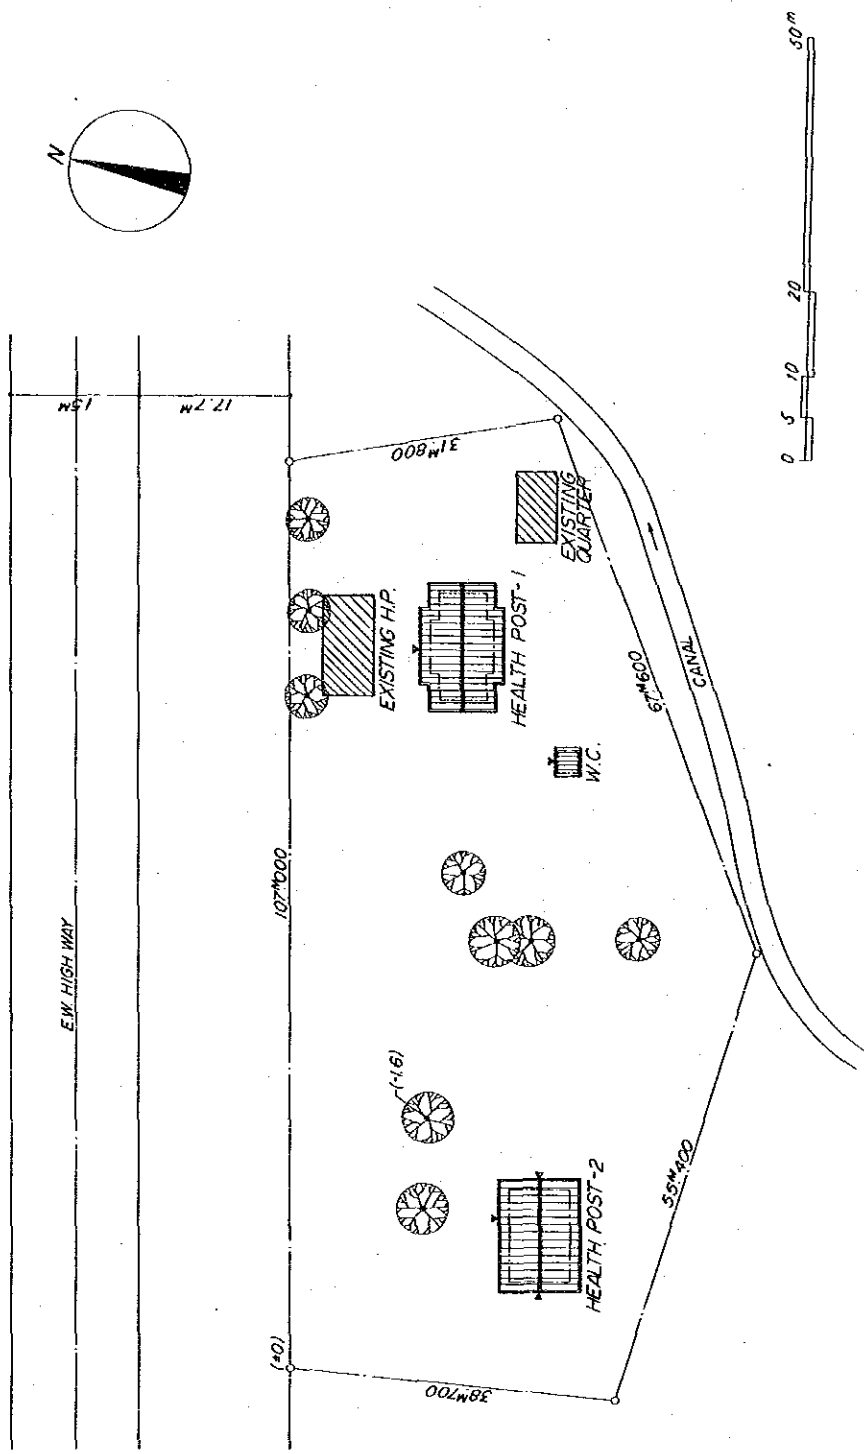 N
15M
17.7M
E.W. HIGH WAY
107M000
31M800
EXISTING H.P.
HEALTH POST-1
EXISTING
QUARTER
W.C.
67M600
CANAL
(-1.6)
HEALTH POST-2
55M400
38M700
(±0)
0 5 10 20 50m